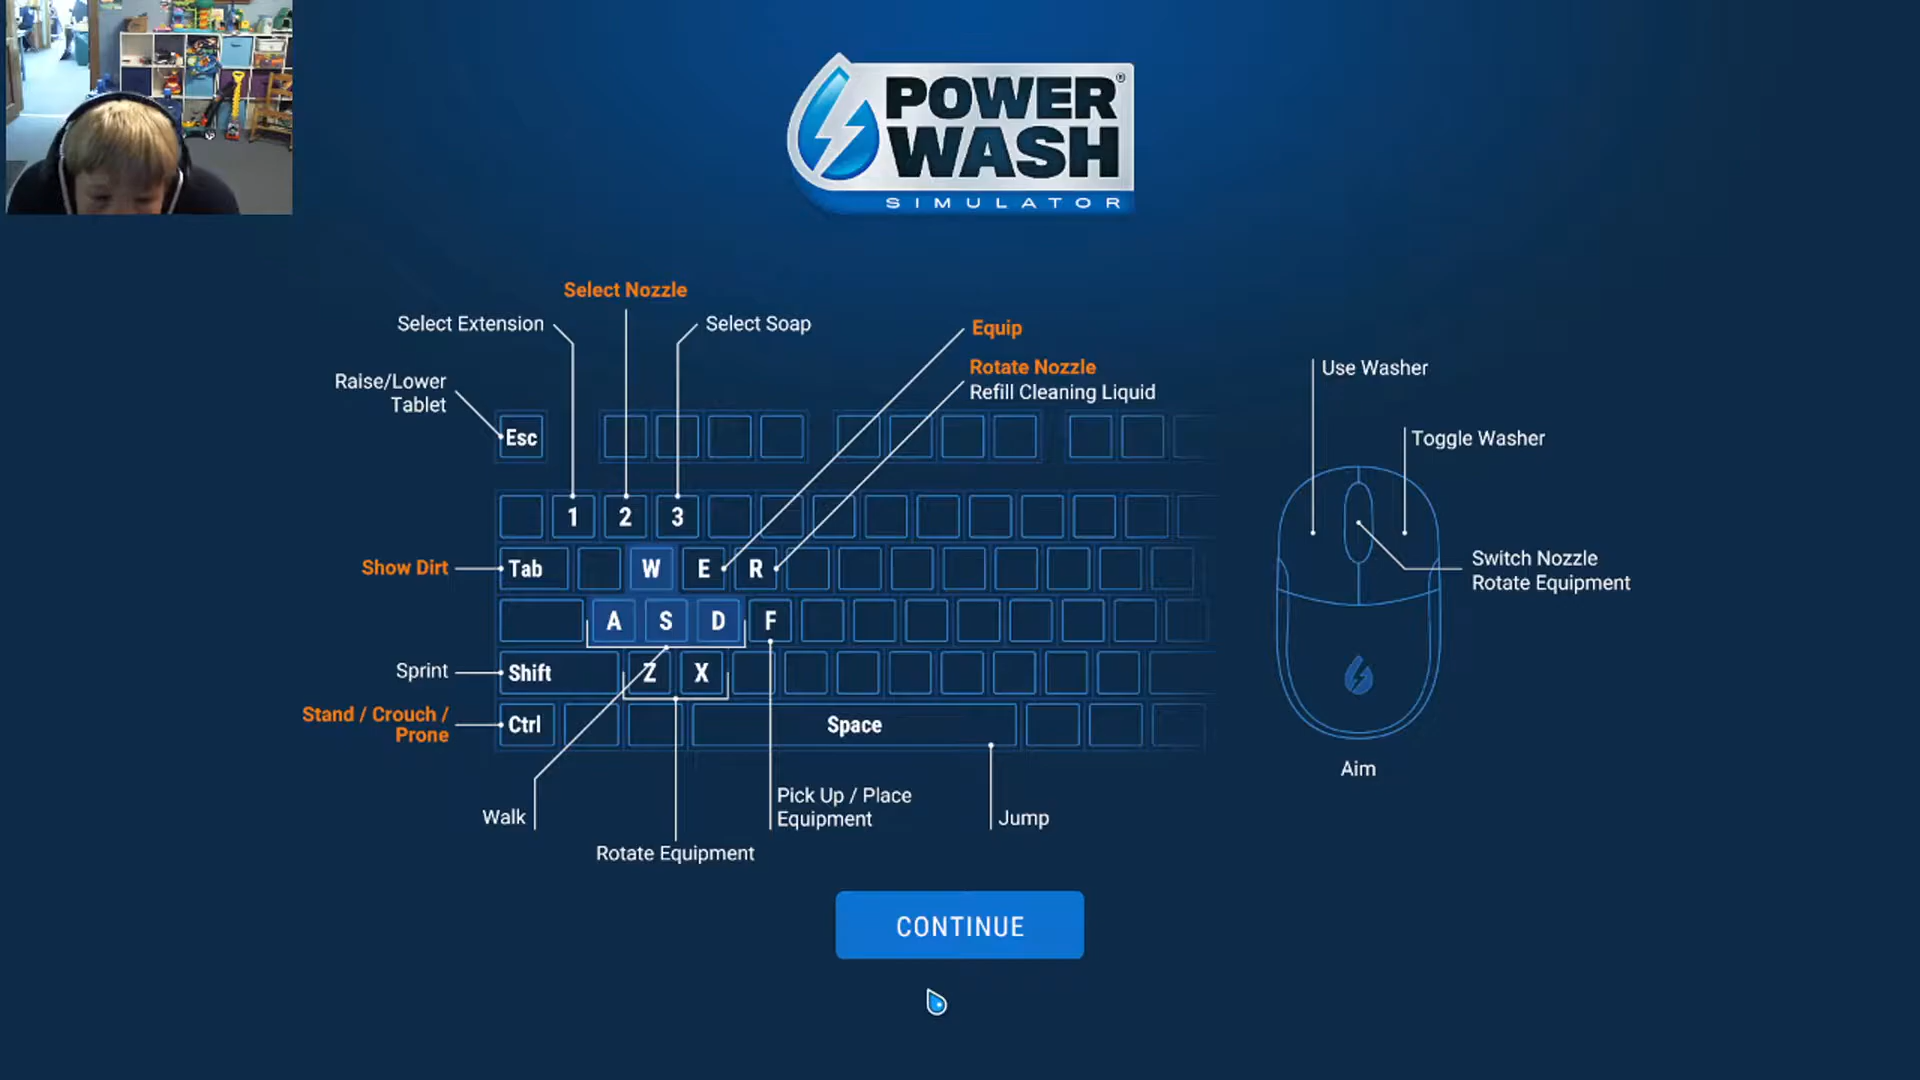 POWER®
WASH
SIMULATOR
Select Nozzle
Select Extension
Select Soap
Equip
Rotate Nozzle
Refill Cleaning Liquid
Use Washer
Raise/Lower
Tablet
Toggle Washer
Esc
1 2 3
Switch Nozzle
Rotate Equipment
Show Dirt
Tab W E R
A S D F
Sprint
Shift Z X
Stand / Crouch /
Prone
Ctrl Space
Aim
Pick Up / Place
Equipment
Walk
Jump
Rotate Equipment
CONTINUE